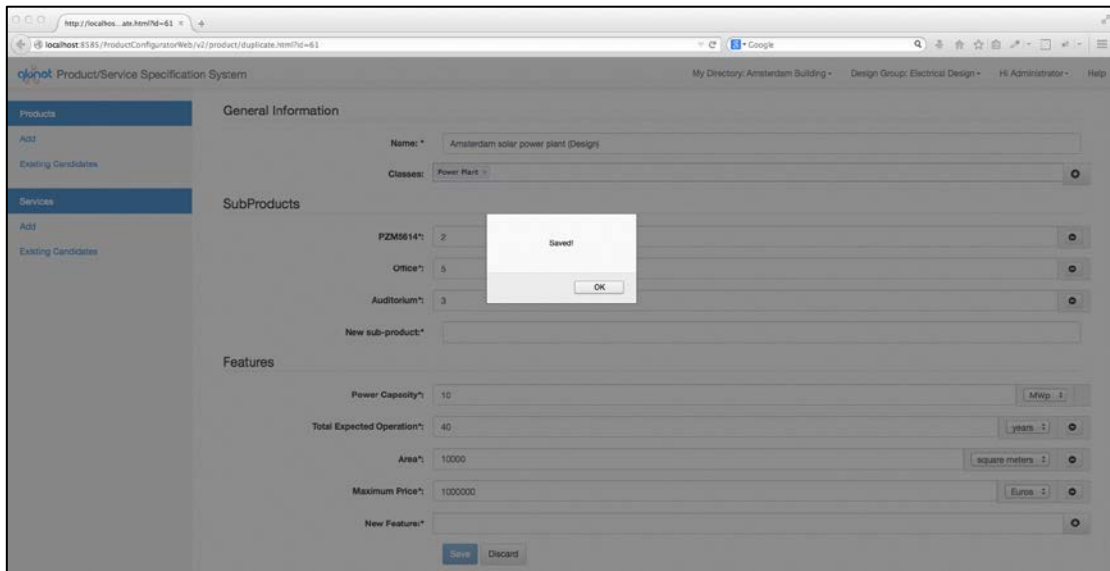 http://localhos...ate.html?id=61 × +
localhost:8585/ProductConfiguratorWeb/v2/product/duplicate.html?id=61
Google
qlonot Product/Service Specification System
My Directory: Amsterdam Building
Design Group: Electrical Design
Hi Administrator
Help
Products
Add
Existing Candidates
Services
Add
Existing Candidates
General Information
Name: * Amsterdam solar power plant (Design)
Classes: Power Plant ×
SubProducts
PZM5614*: 2
Office*: 5
Auditorium*: 3
New sub-product:*
Saved!
OK
Features
Power Capacity*: 10 MWp
Total Expected Operation*: 40 years
Area*: 10000 square meters
Maximum Price*: 1000000 Euros
New Feature:*
Save Discard